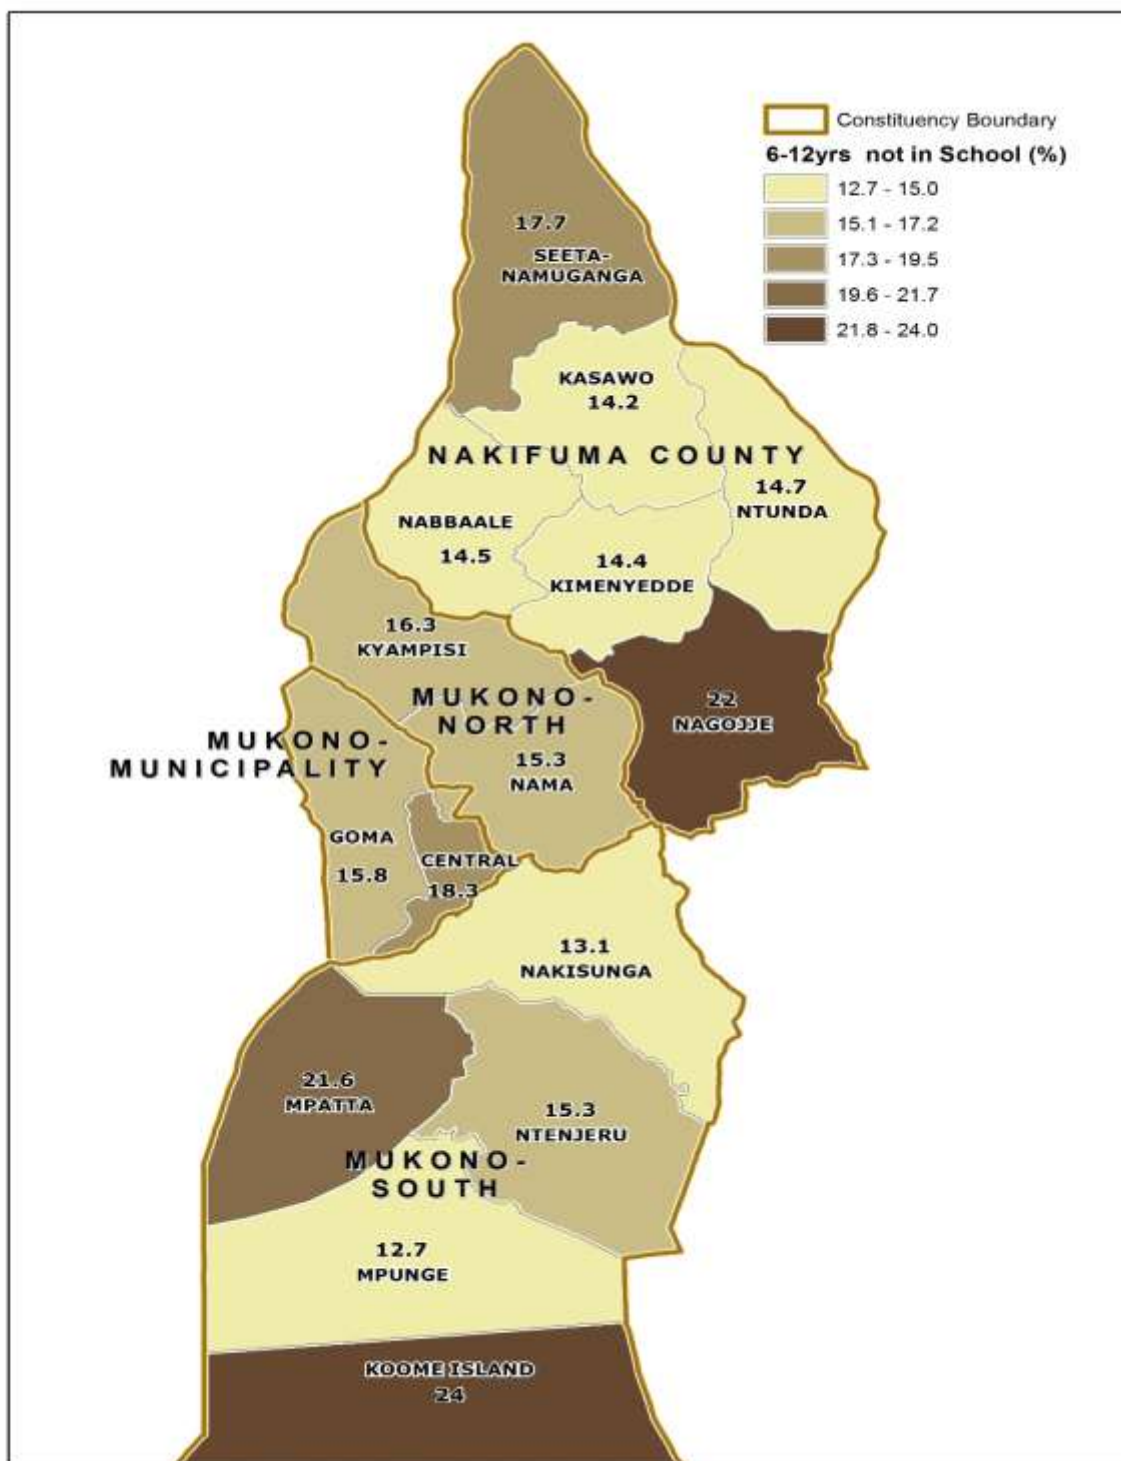 Constituency Boundary
6-12yrs not in School (%)
12.7 - 15.0
15.1 - 17.2
17.3 - 19.5
19.6 - 21.7
21.8 - 24.0
17.7
SEETA-
NAMUGANGA
KASAWO
14.2
NAKIFUMA COUNTY
14.7
NTUNDA
NABBAALE
14.5
14.4
KIMENYEDDE
16.3
KYAMPISI
MUKONO-
NORTH
22
NAGOJJE
MUKONO-
MUNICIPALITY
15.3
NAMA
GOMA
15.8
CENTRAL
18.3
13.1
NAKISUNGA
21.6
MPATTA
15.3
NTENJERU
MUKONO-
SOUTH
12.7
MPUNGE
KOOME ISLAND
24